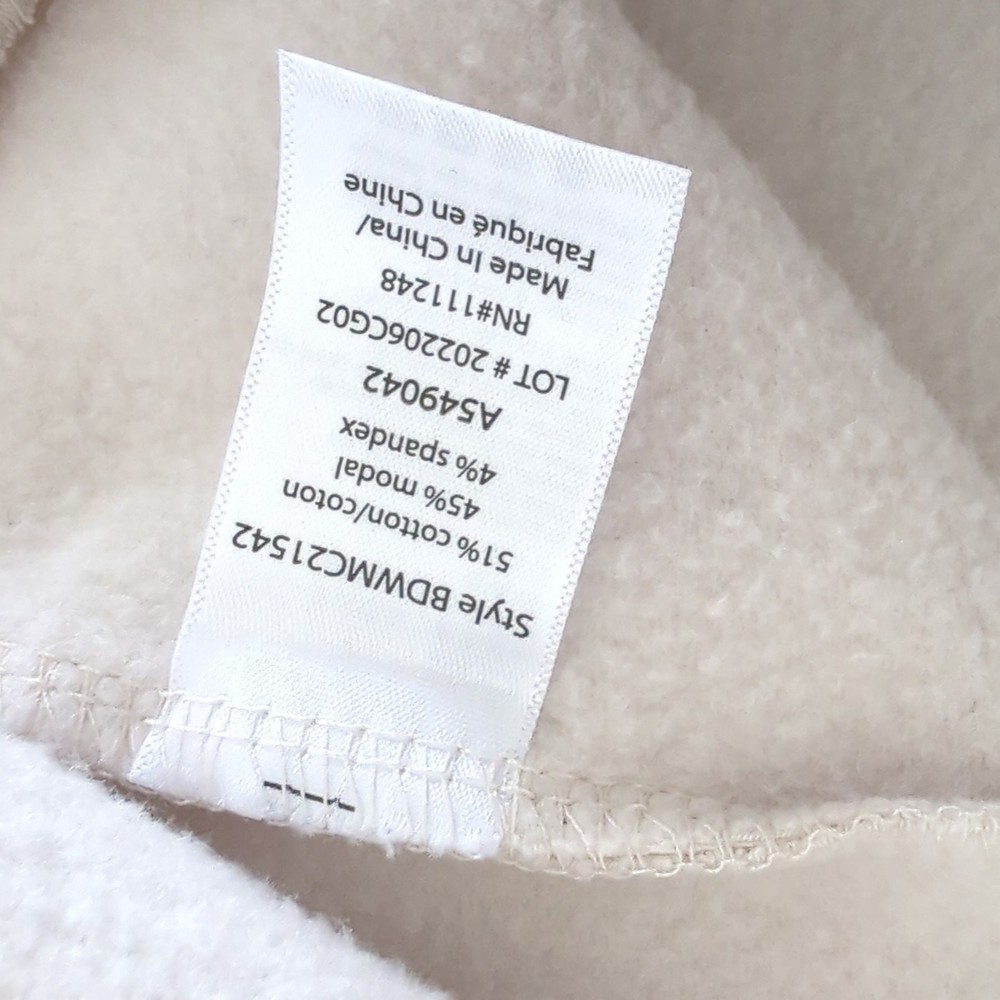 Style BDWMC21542
51% cotton/coton
45% modal
4% spandex
A549042
LOT # 202206CG02
RN#111248
Made In China/
Fabriqué en Chine